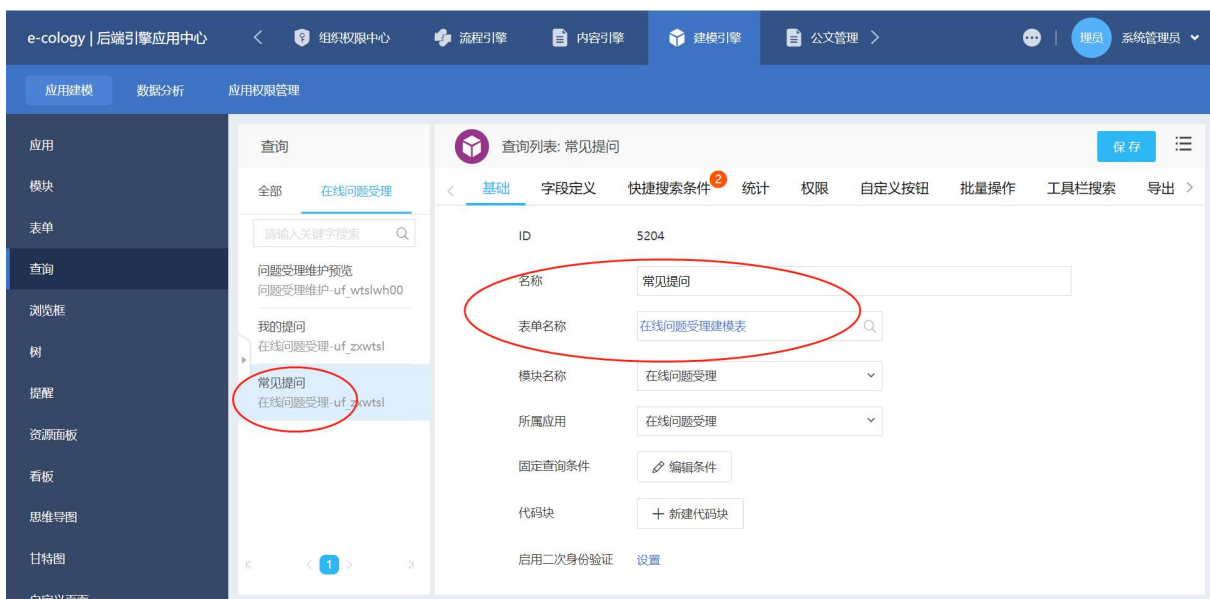 e-cology | 后端引擎应用中心 组织权限中心 流程引擎 内容引擎 建模引擎 公文管理 理员 系统管理员
应用建模 数据分析 应用权限管理
应用
模块
表单
查询
浏览框
树
提醒
资源面板
看板
思维导图
甘特图
自定义页面
查询
全部 在线问题受理
请输入关键字搜索
问题受理维护预览
问题受理维护-uf_wtslwh00
我的提问
在线问题受理-uf_zxwtsl
常见提问
在线问题受理-uf_zxwtsl
1
查询列表: 常见提问 保存
基础 字段定义 快捷搜索条件 2 统计 权限 自定义按钮 批量操作 工具栏搜索 导出
ID 5204
名称 常见提问
表单名称 在线问题受理建模表
模块名称 在线问题受理
所属应用 在线问题受理
固定查询条件 编辑条件
代码块 新建代码块
启用二次身份验证 设置